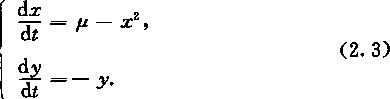 dx/dt = μ − x²,
(2.3)
dy/dt = − y.